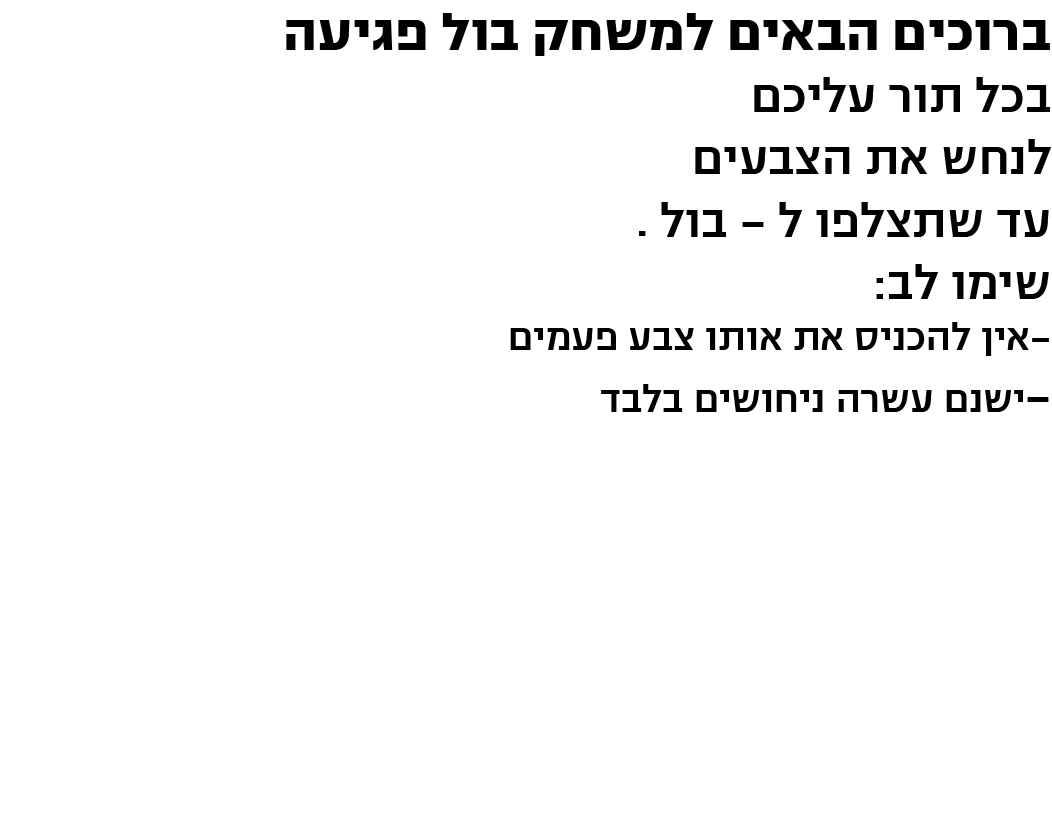 ברוכים הבאים למשחק בול פגיעה
בכל תור עליכם
לנחש את הצבעים
עד שתצלפו ל – בול .
שימו לב:
–אין להכניס את אותו צבע פעמים
–ישנם עשרה ניחושים בלבד